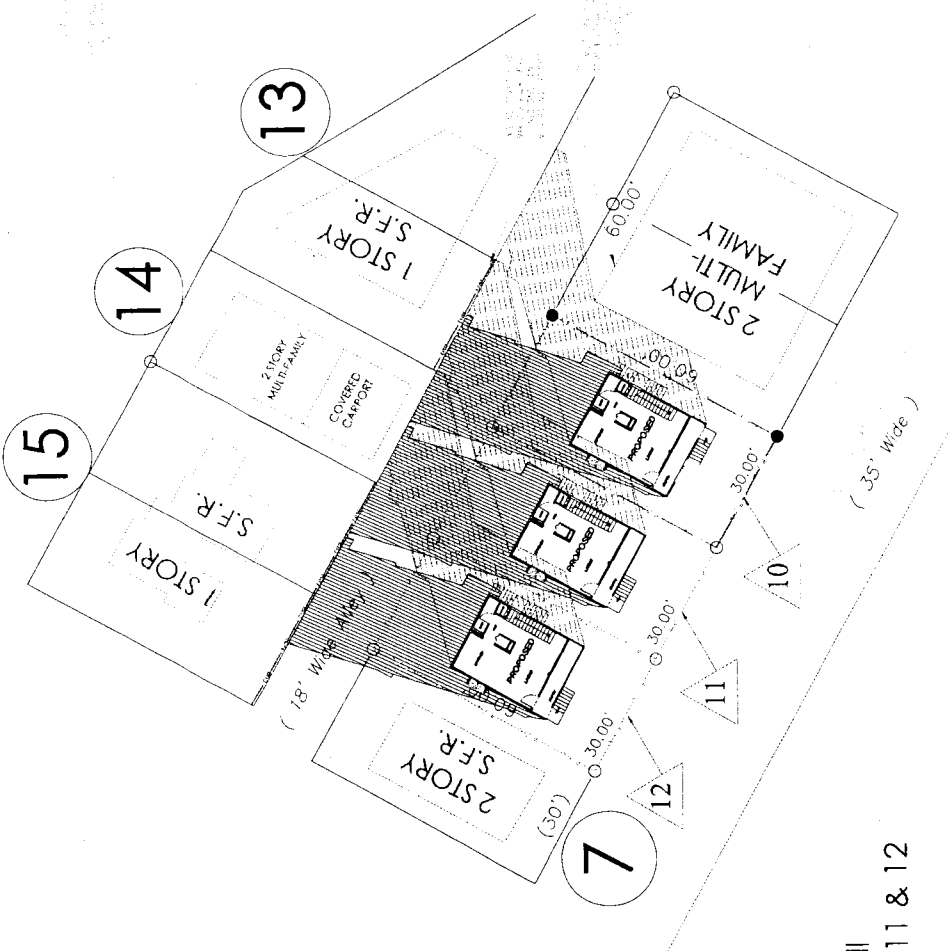 13
14
15
1 STORY
S.F.R.
2 STORY
MULTI-FAMILY
COVERED
CARPORT
1 STORY
S.F.R.
60.00'
2 STORY
MULTI-
FAMILY
60.00'
PROPOSED
PROPOSED
PROPOSED
( 18' Wide Alley )
60.00'
2 STORY
S.F.R.
(30')
30.00'
30.00'
30.00'
( 35' Wide )
10
11
12
7
11 & 12